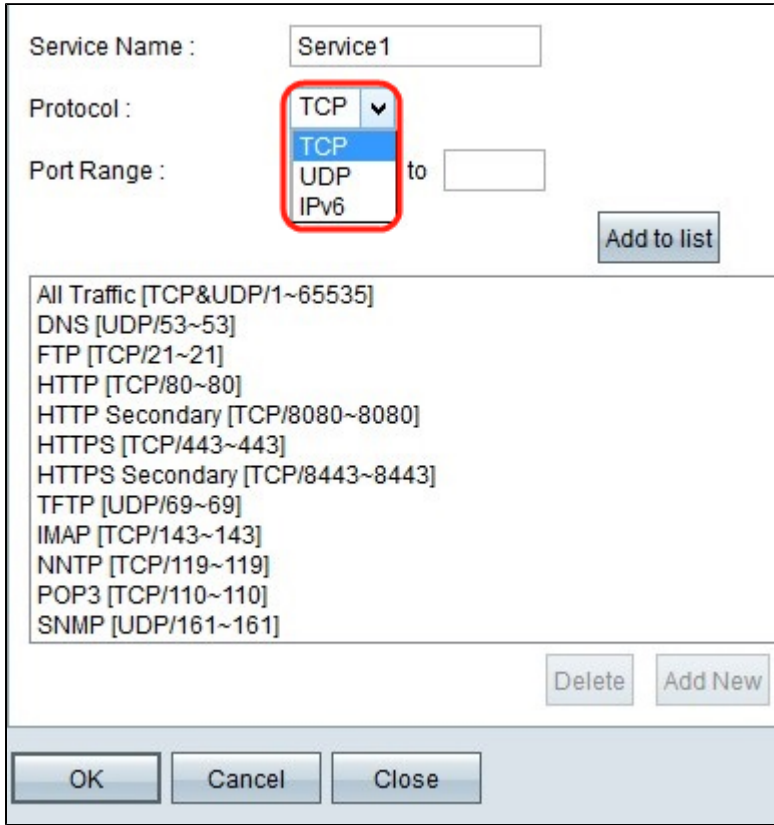 Service Name : Service1
Protocol : TCP
TCP
Port Range : UDP to
IPv6
Add to list
All Traffic [TCP&UDP/1~65535]
DNS [UDP/53~53]
FTP [TCP/21~21]
HTTP [TCP/80~80]
HTTP Secondary [TCP/8080~8080]
HTTPS [TCP/443~443]
HTTPS Secondary [TCP/8443~8443]
TFTP [UDP/69~69]
IMAP [TCP/143~143]
NNTP [TCP/119~119]
POP3 [TCP/110~110]
SNMP [UDP/161~161]
Delete Add New
OK Cancel Close